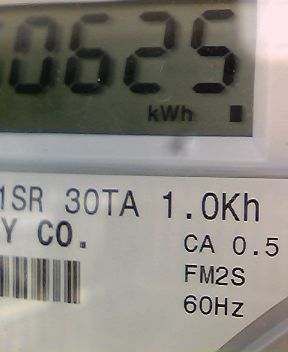 0625
kWh
1SR 30TA 1.0Kh
Y CO.
CA 0.5
FM2S
60Hz